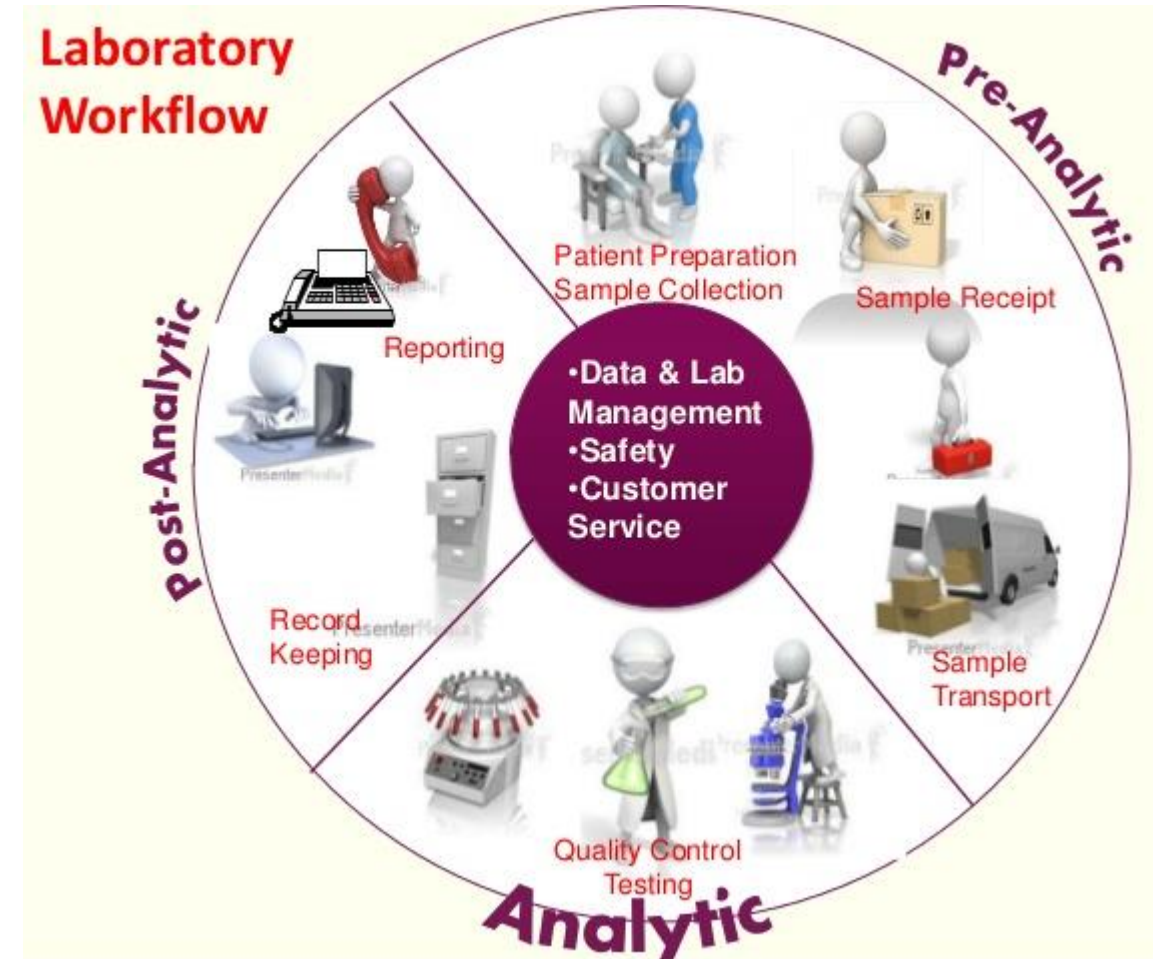 Laboratory
Workflow
Pre-Analytic
Patient Preparation
Sample Collection
Sample Receipt
Reporting
•Data & Lab
Management
•Safety
•Customer
Service
Post-Analytic
PresenterMedia
Record
Keeping
Sample
Transport
Quality Control
Testing
Analytic